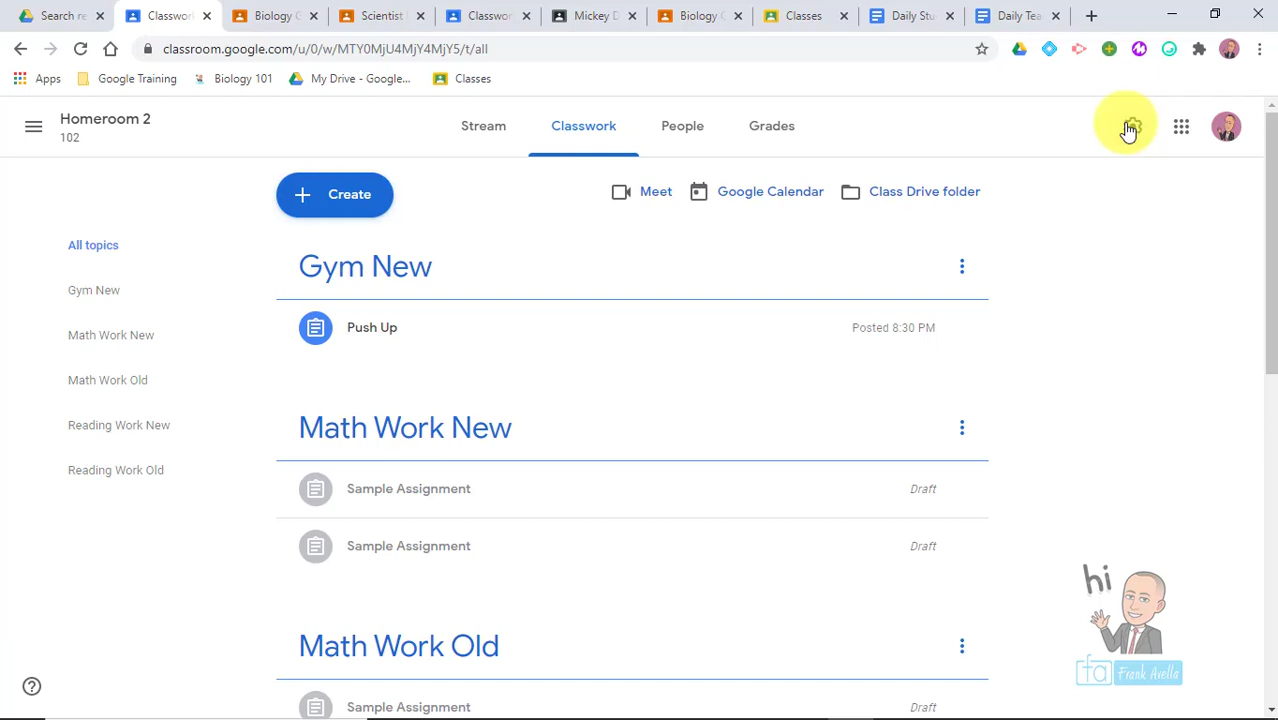 Search re
Classwork
Biology
Scientist
Classwor
Mickey D
Biology
Classes
Daily Stu
Daily Tea
classroom.google.com/u/0/w/MTY0MjU4MjY4MjY5/t/all
Apps
Google Training
Biology 101
My Drive - Google...
Classes
Homeroom 2
102
Stream
Classwork
People
Grades
Create
Meet
Google Calendar
Class Drive folder
All topics
Gym New
Math Work New
Math Work Old
Reading Work New
Reading Work Old
Gym New
Push Up
Posted 8:30 PM
Math Work New
Sample Assignment
Draft
Sample Assignment
Draft
Math Work Old
Sample Assignment
Draft
hi
fa Frank Avella